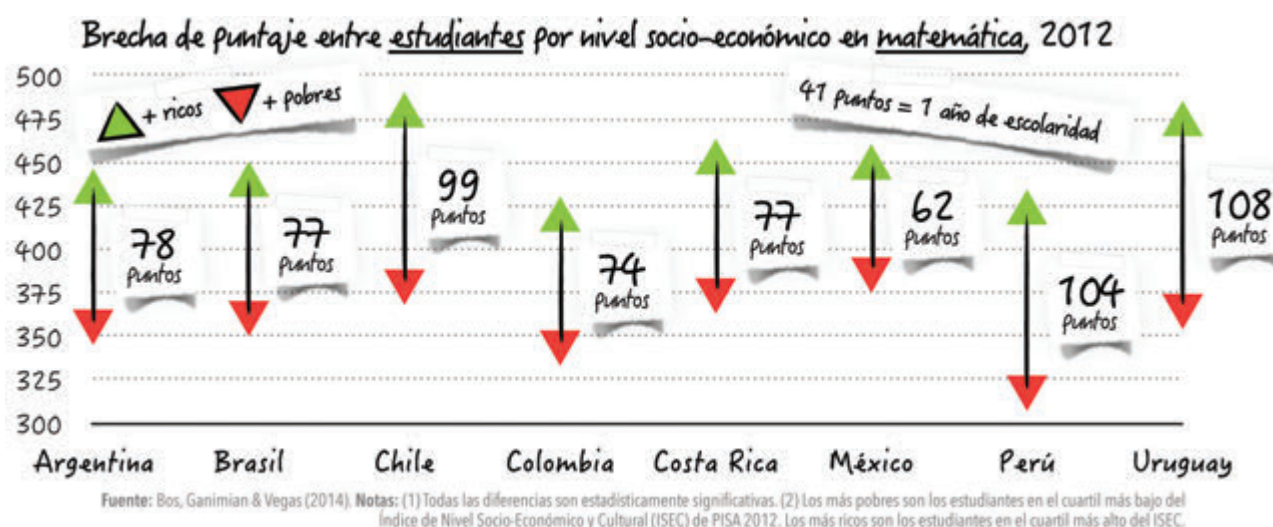 Brecha de puntaje entre estudiantes por nivel socio-económico en matemática, 2012
500
475
450
425
400
375
350
325
300
+ ricos + pobres
41 puntos = 1 año de escolaridad
78
puntos
77
puntos
99
puntos
74
puntos
77
puntos
62
puntos
104
puntos
108
puntos
Argentina Brasil Chile Colombia Costa Rica México Perú Uruguay
Fuente: Bos, Ganimian & Vegas (2014). Notas: (1) Todas las diferencias son estadísticamente significativas. (2) Los más pobres son los estudiantes en el cuartil más bajo del
Índice de Nivel Socio-Económico y Cultural (ISEC) de PISA 2012. Los más ricos son los estudiantes en el cuartil más alto del ISEC.